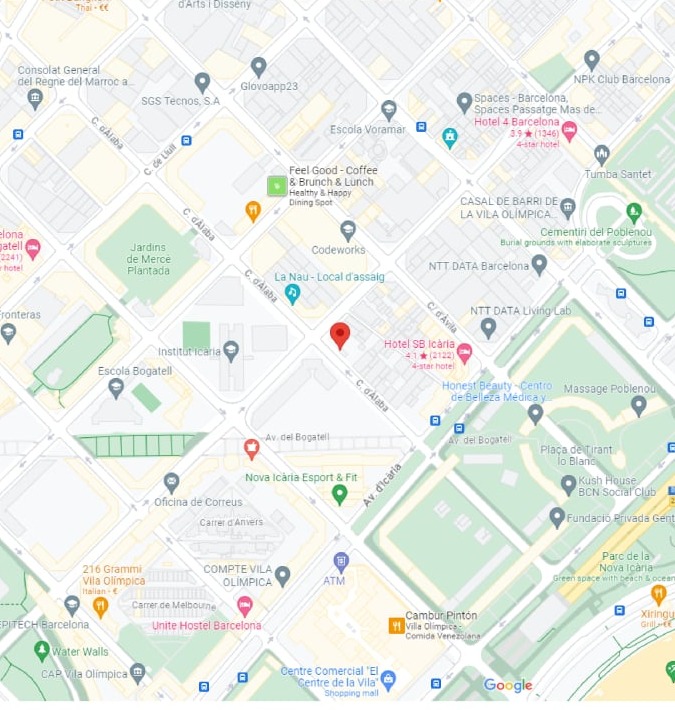 Thai - €€
d'Arts i Disseny
Consolat General
del Regne del Marroc a...
SGS Tecnos, S.A
Glovoapp23
NPK Club Barcelona
Spaces - Barcelona,
Spaces Passatge Mas de...
Hotel 4 Barcelona
3.9 ★ (1346)
4-star hotel
Escola Voramar
C. d'Àlaba
C. de Llull
Tumba Santet
Feel Good - Coffee
& Brunch & Lunch
Healthy & Happy
Dining Spot
CASAL DE BARRI DE
LA VILA OLÍMPICA...
Cementiri del Poblenou
Burial grounds with elaborate sculptures
C. d'Àlaba
Codeworks
elona
ogatell
(2241)
r hotel
Jardins
de Mercè
Plantada
NTT DATA Barcelona
C. d'Àlaba
La Nau - Local d'assaig
C/ d'Àvila
NTT DATA Living Lab
Fronteras
Institut Icària
Hotel SB Icària
4.1 ★ (2122)
4-star hotel
Escola Bogatell
C. d'Àlaba
Honest Beauty - Centro
de Belleza Médica y...
Massage Poblenou
Av. del Bogatell
Av. del Bogatell
Plaça de Tirant
lo Blanc
Nova Icària Esport & Fit
Av. d'Icària
Kush House
BCN Social Club
Oficina de Correus
Carrer d'Anvers
Fundació Privada Gent
216 Grammi
Vila Olímpica
Italian - €
COMPTE VILA
OLÍMPICA
ATM
Parc de la
Nova Icària
Green space with beach & ocean
Carrer de Melbourne
EPITECH Barcelona
Unite Hostel Barcelona
Cambur Pintón
Villa Olimpica -
Comida Venezolana
Xiringu
Grill - €€
Water Walls
CAP Vila Olímpica
Centre Comercial "El
Centre de la Vila"
Shopping mall
Google